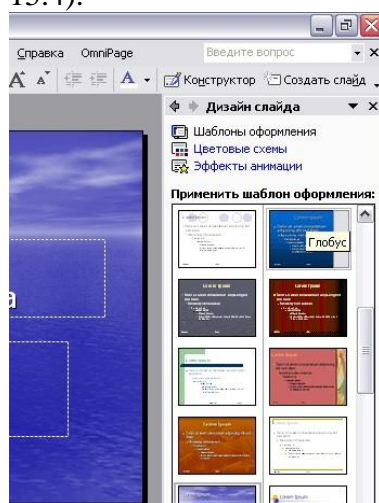 13.4).
Справка OmniPage Введите вопрос
Конструктор Создать слайд
Дизайн слайда
Шаблоны оформления
Цветовые схемы
Эффекты анимации
Применить шаблон оформления:
Глобус
а